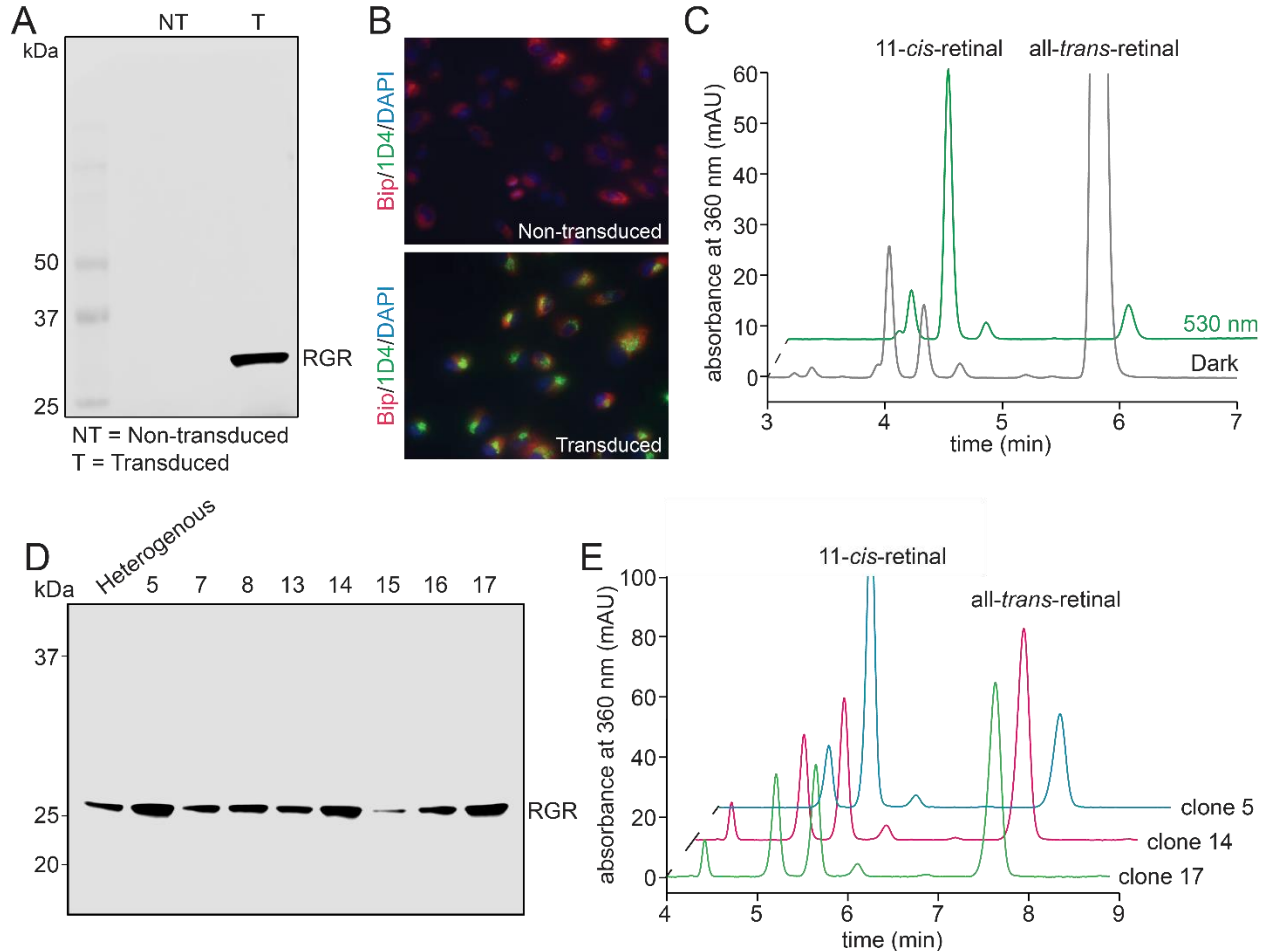 A
NT T
kDa
50
37
25
RGR
NT = Non-transduced
T = Transduced
B
Bip/1D4/DAPI
Non-transduced
Bip/1D4/DAPI
Transduced
C
11-cis-retinal all-trans-retinal
absorbance at 360 nm (mAU)
60
50
40
30
20
10
0
530 nm
Dark
3 4 5 6 7
time (min)
D
kDa
Heterogenous 5 7 8 13 14 15 16 17
37
25
20
RGR
E
11-cis-retinal
all-trans-retinal
absorbance at 360 nm (mAU)
100
80
60
40
20
0
clone 5
clone 14
clone 17
4 5 6 7 8 9
time (min)